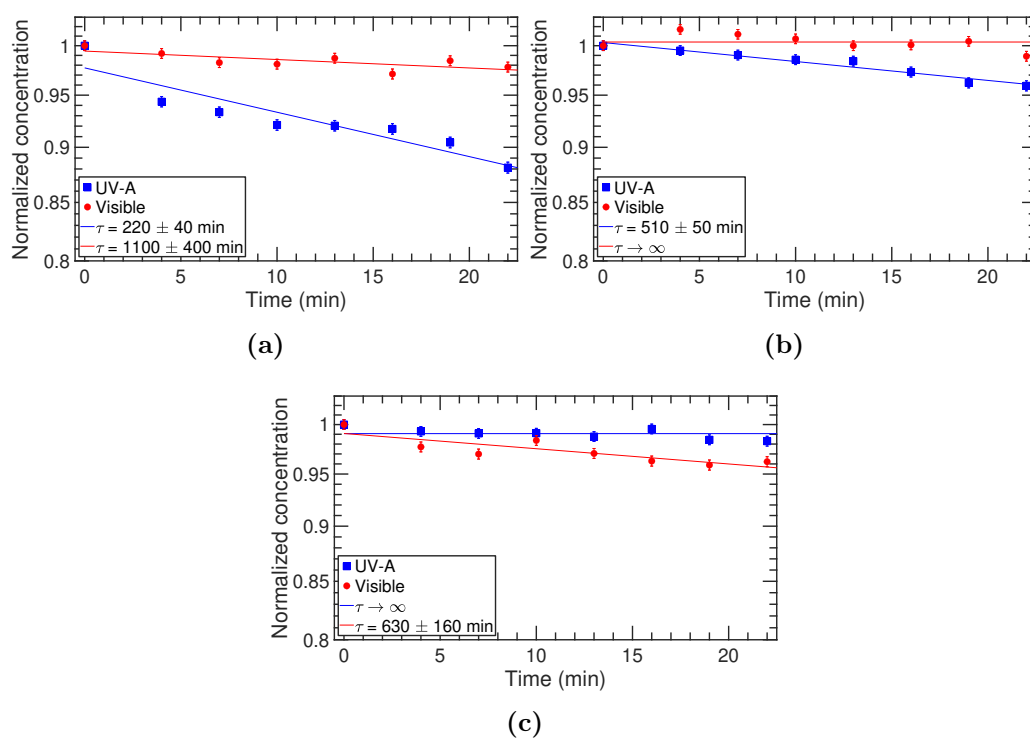 Normalized concentration
1
0.95
0.9
0.85
0.8
UV-A
Visible
τ = 220 ± 40 min
τ = 1100 ± 400 min
0 5 10 15 20
Time (min)
(a)
Normalized concentration
1
0.95
0.9
0.85
0.8
UV-A
Visible
τ = 510 ± 50 min
τ → ∞
0 5 10 15 20
Time (min)
(b)
Normalized concentration
1
0.95
0.9
0.85
0.8
UV-A
Visible
τ → ∞
τ = 630 ± 160 min
0 5 10 15 20
Time (min)
(c)